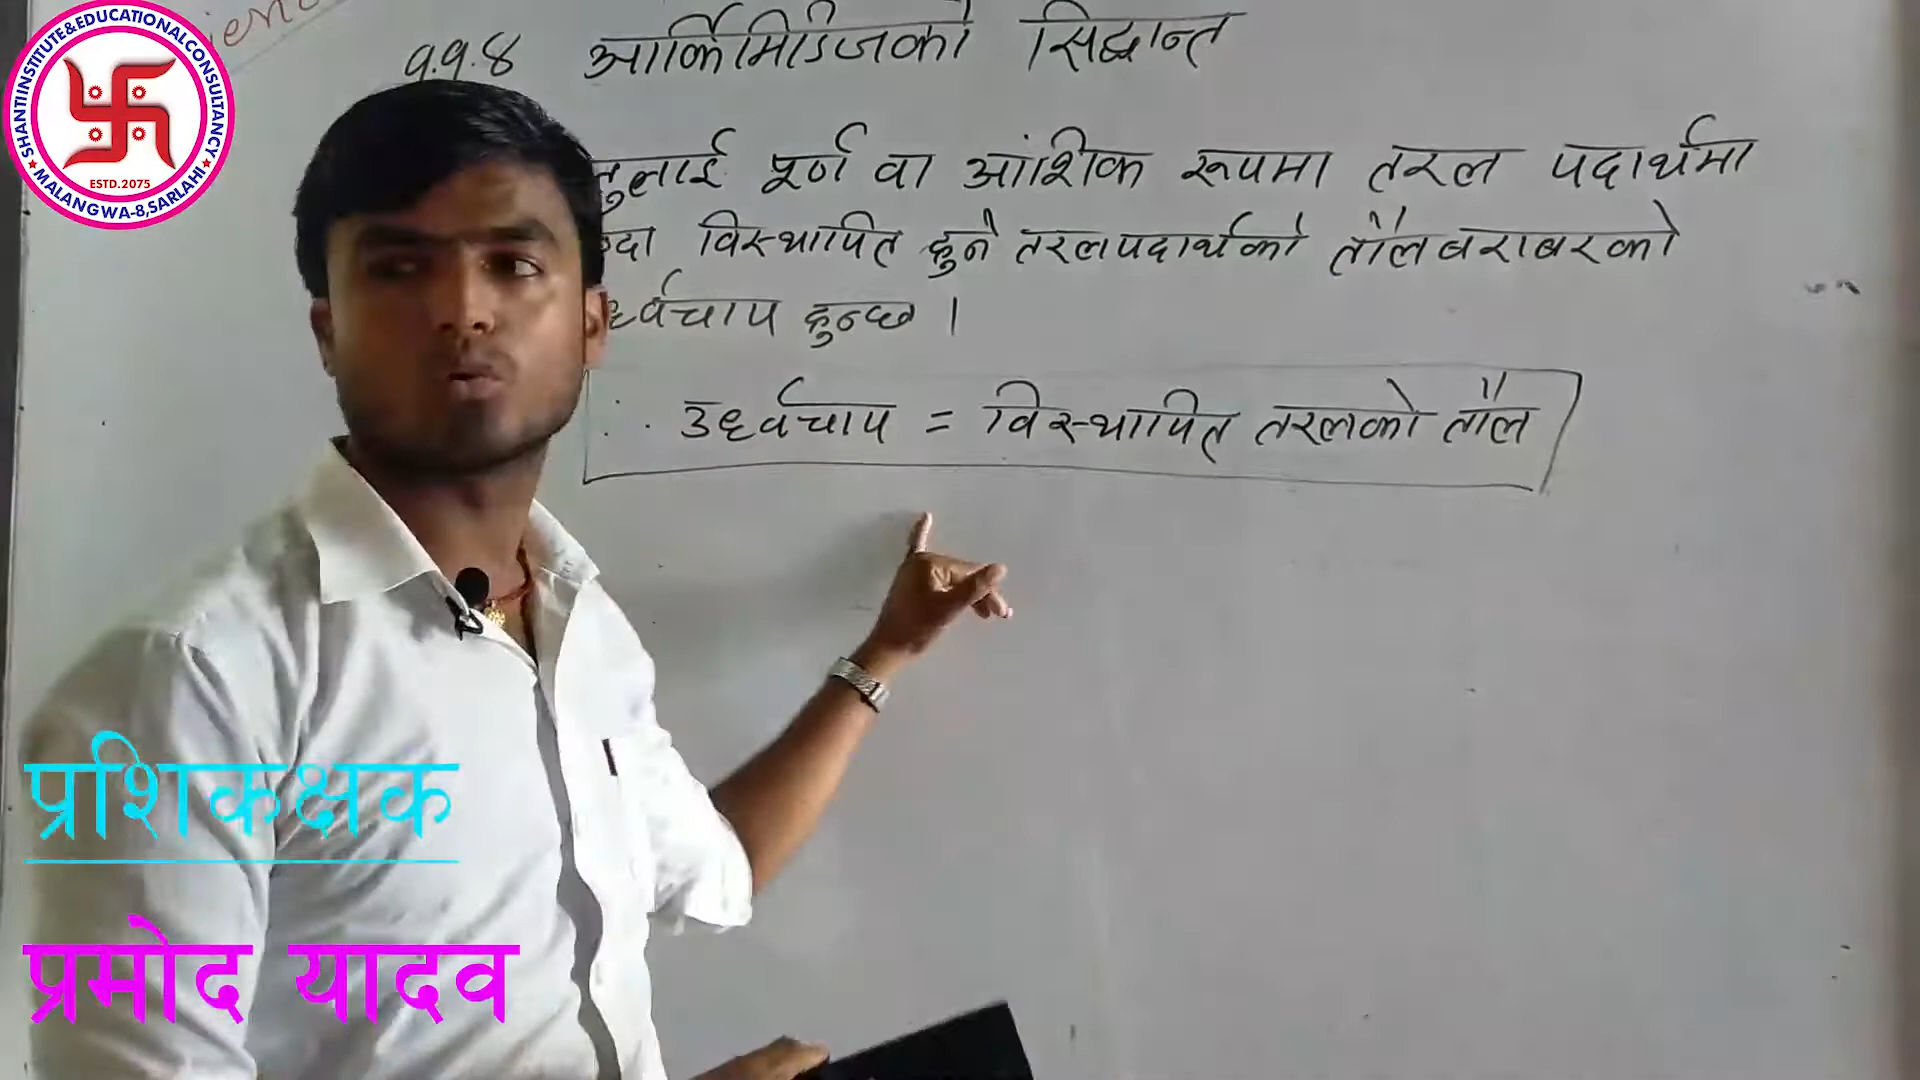 SHANTI INSTITUTE & EDUCATIONAL CONSULTANCY
ESTD.2075
★ MALANGWA-8, SARLAHI ★
१.१.४ आर्किमिडिजको सिद्धान्त
पूर्ण वा आंशिक रूपमा तरल पदार्थमा
विस्थापित हुने तरलपदार्थको तौलबराबरको
हुन्छ ।
∴ उर्ध्वचाप = विस्थापित तरलको तौल
प्रशिकक्षक
प्रमोद यादव